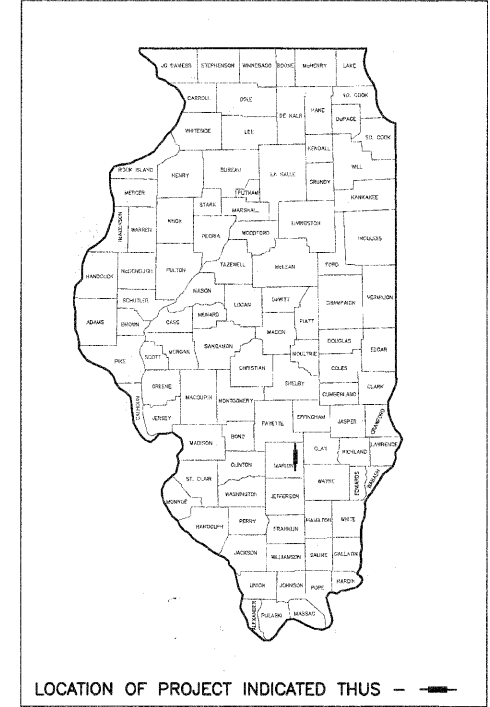 JO DAVIESS STEPHENSON WINNEBAGO BOONE McHENRY LAKE
CARROLL OGLE DE KALB KANE NO. COOK
DuPAGE
WHITESIDE LEE SO. COOK
KENDALL
WILL
ROCK ISLAND HENRY BUREAU LA SALLE GRUNDY
MERCER PUTNAM KANKAKEE
STARK MARSHALL
HENDERSON WARREN KNOX PEORIA WOODFORD LIVINGSTON IROQUOIS
HANCOCK McDONOUGH FULTON TAZEWELL McLEAN FORD
MASON
SCHUYLER LOGAN DeWITT CHAMPAIGN VERMILION
ADAMS BROWN CASS MENARD PIATT
MACON
PIKE SCOTT MORGAN SANGAMON MOULTRIE DOUGLAS EDGAR
CHRISTIAN COLES
GREENE SHELBY
CALHOUN MACOUPIN MONTGOMERY CUMBERLAND CLARK
JERSEY FAYETTE EFFINGHAM JASPER CRAWFORD
MADISON BOND
CLINTON MARION CLAY RICHLAND LAWRENCE
ST. CLAIR WAYNE EDWARDS WABASH
MONROE WASHINGTON JEFFERSON
RANDOLPH PERRY HAMILTON WHITE
FRANKLIN
JACKSON WILLIAMSON SALINE GALLATIN
UNION JOHNSON POPE HARDIN
ALEXANDER PULASKI MASSAC
LOCATION OF PROJECT INDICATED THUS –